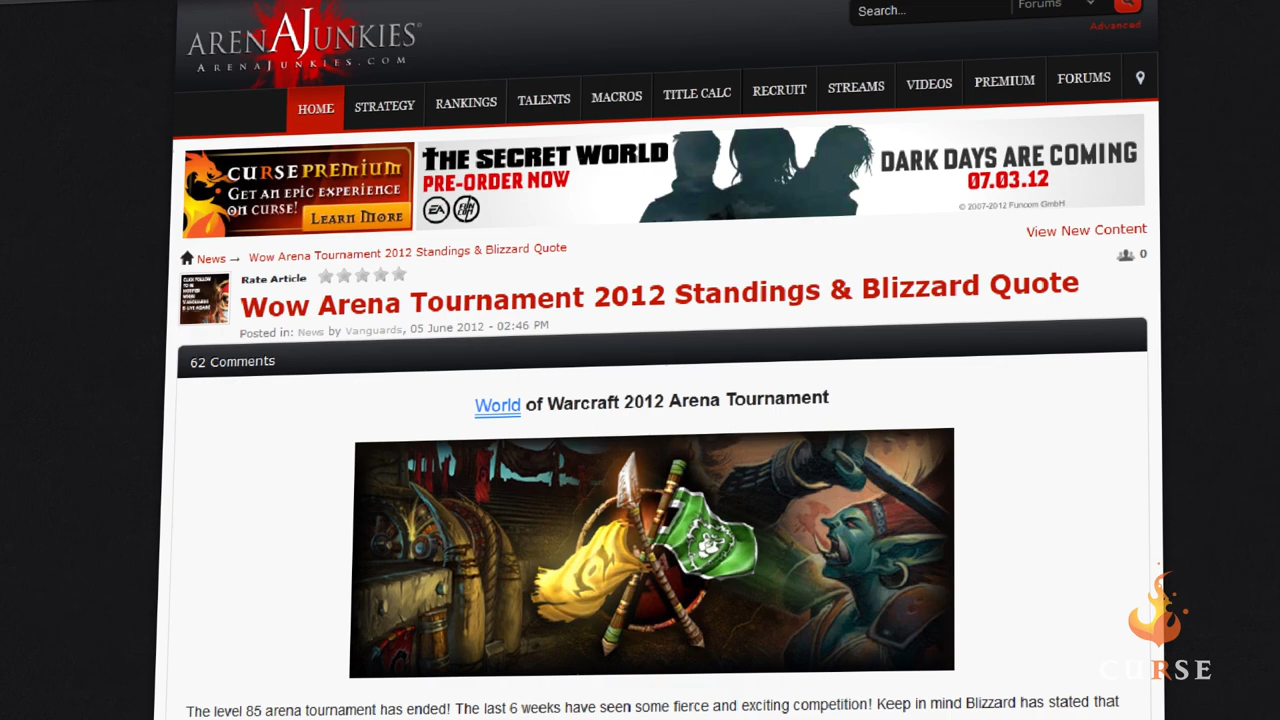 Search...
Forums
ARENAJUNKIES
ARENAJUNKIES.COM
Advanced
HOME STRATEGY RANKINGS TALENTS MACROS TITLE CALC RECRUIT STREAMS VIDEOS PREMIUM FORUMS
CURSE PREMIUM
GET AN EPIC EXPERIENCE
ON CURSE!
LEARN MORE
THE SECRET WORLD
PRE-ORDER NOW
EA FUNCOM
DARK DAYS ARE COMING
07.03.12
© 2007-2012 Funcom GmbH
View New Content
News → Wow Arena Tournament 2012 Standings & Blizzard Quote
0
Rate Article
Wow Arena Tournament 2012 Standings & Blizzard Quote
Posted in: News by Vanguards, 05 June 2012 - 02:46 PM
62 Comments
World of Warcraft 2012 Arena Tournament
CURSE
The level 85 arena tournament has ended! The last 6 weeks have seen some fierce and exciting competition! Keep in mind Blizzard has stated that